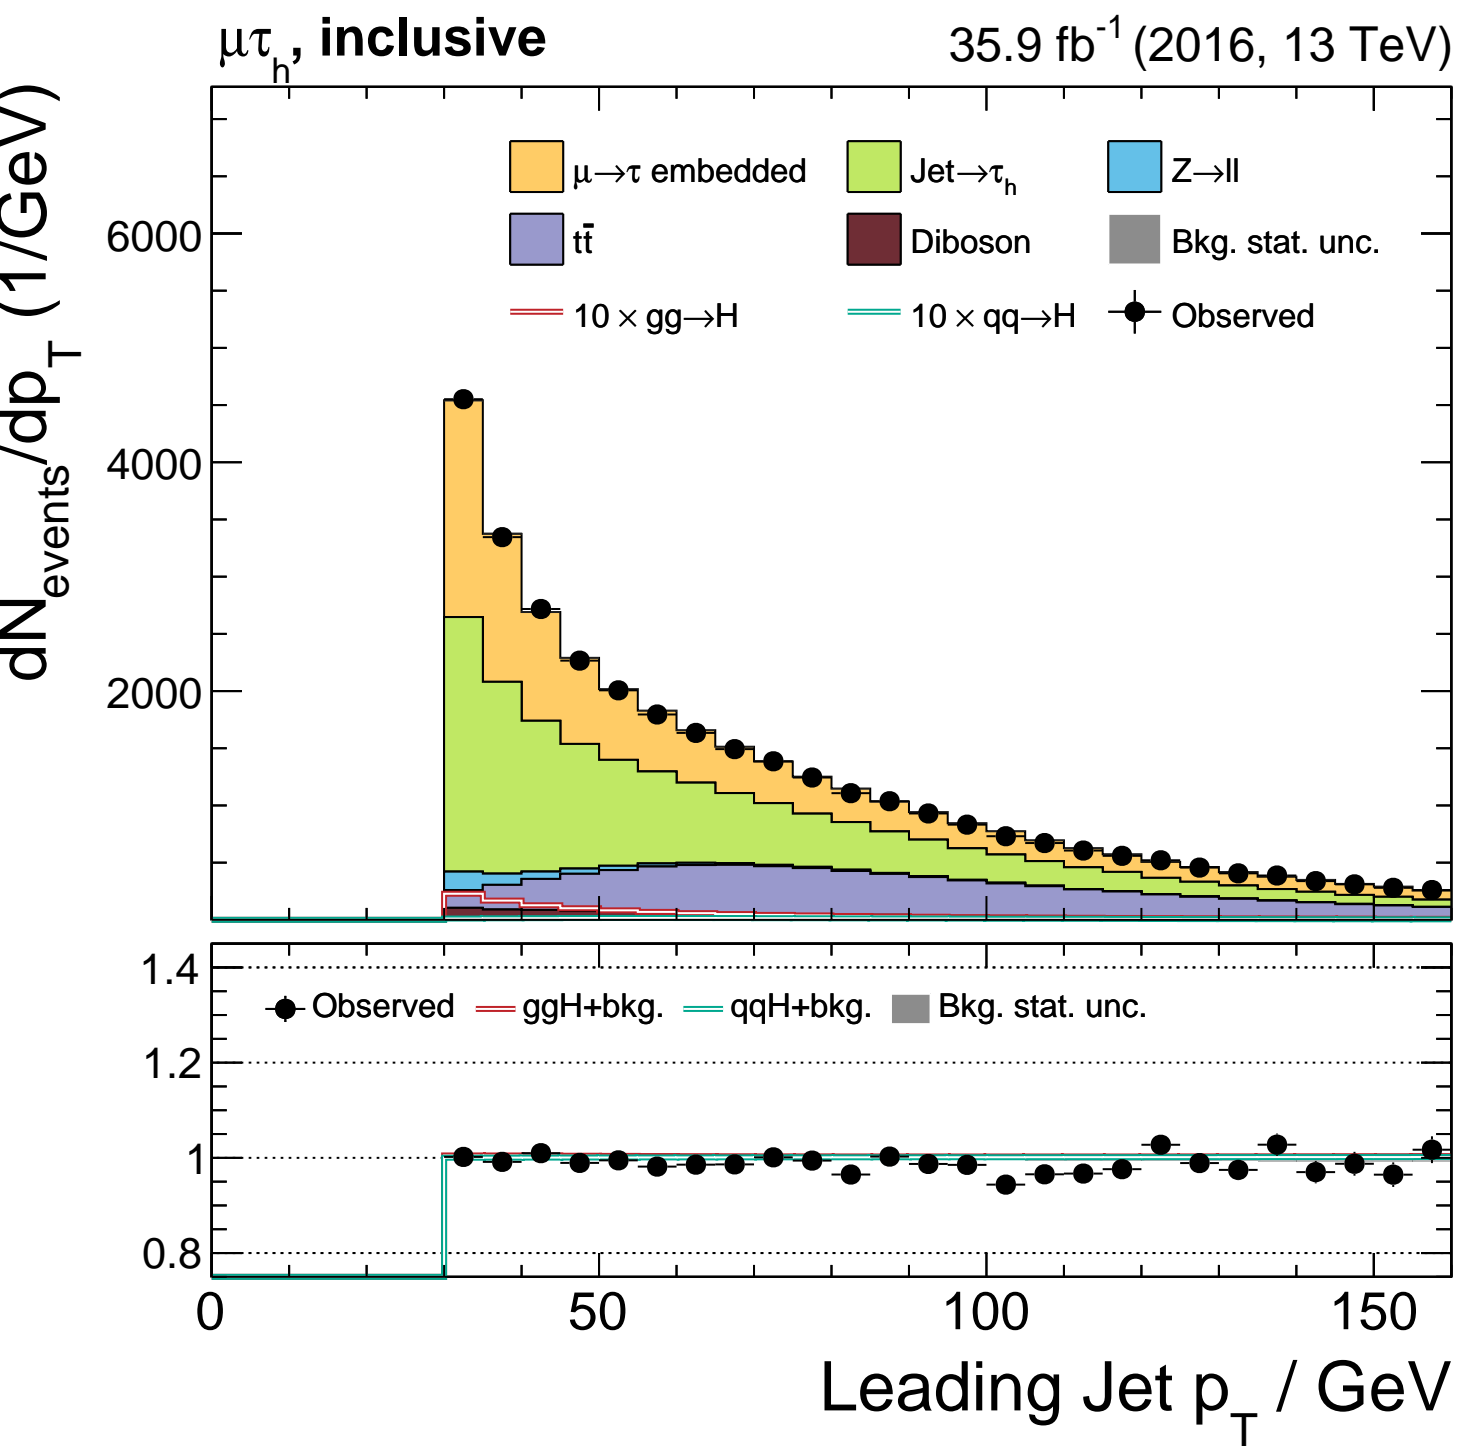 μτh, inclusive
35.9 fb-1 (2016, 13 TeV)
dNevents/dpT (1/GeV)
μ→τ embedded
Jet→τh
Z→ll
tt̄
Diboson
Bkg. stat. unc.
10 × gg→H
10 × qq→H
Observed
6000
4000
2000
1.4
Observed
ggH+bkg.
qqH+bkg.
Bkg. stat. unc.
1.2
1
0.8
0
50
100
150
Leading Jet pT / GeV